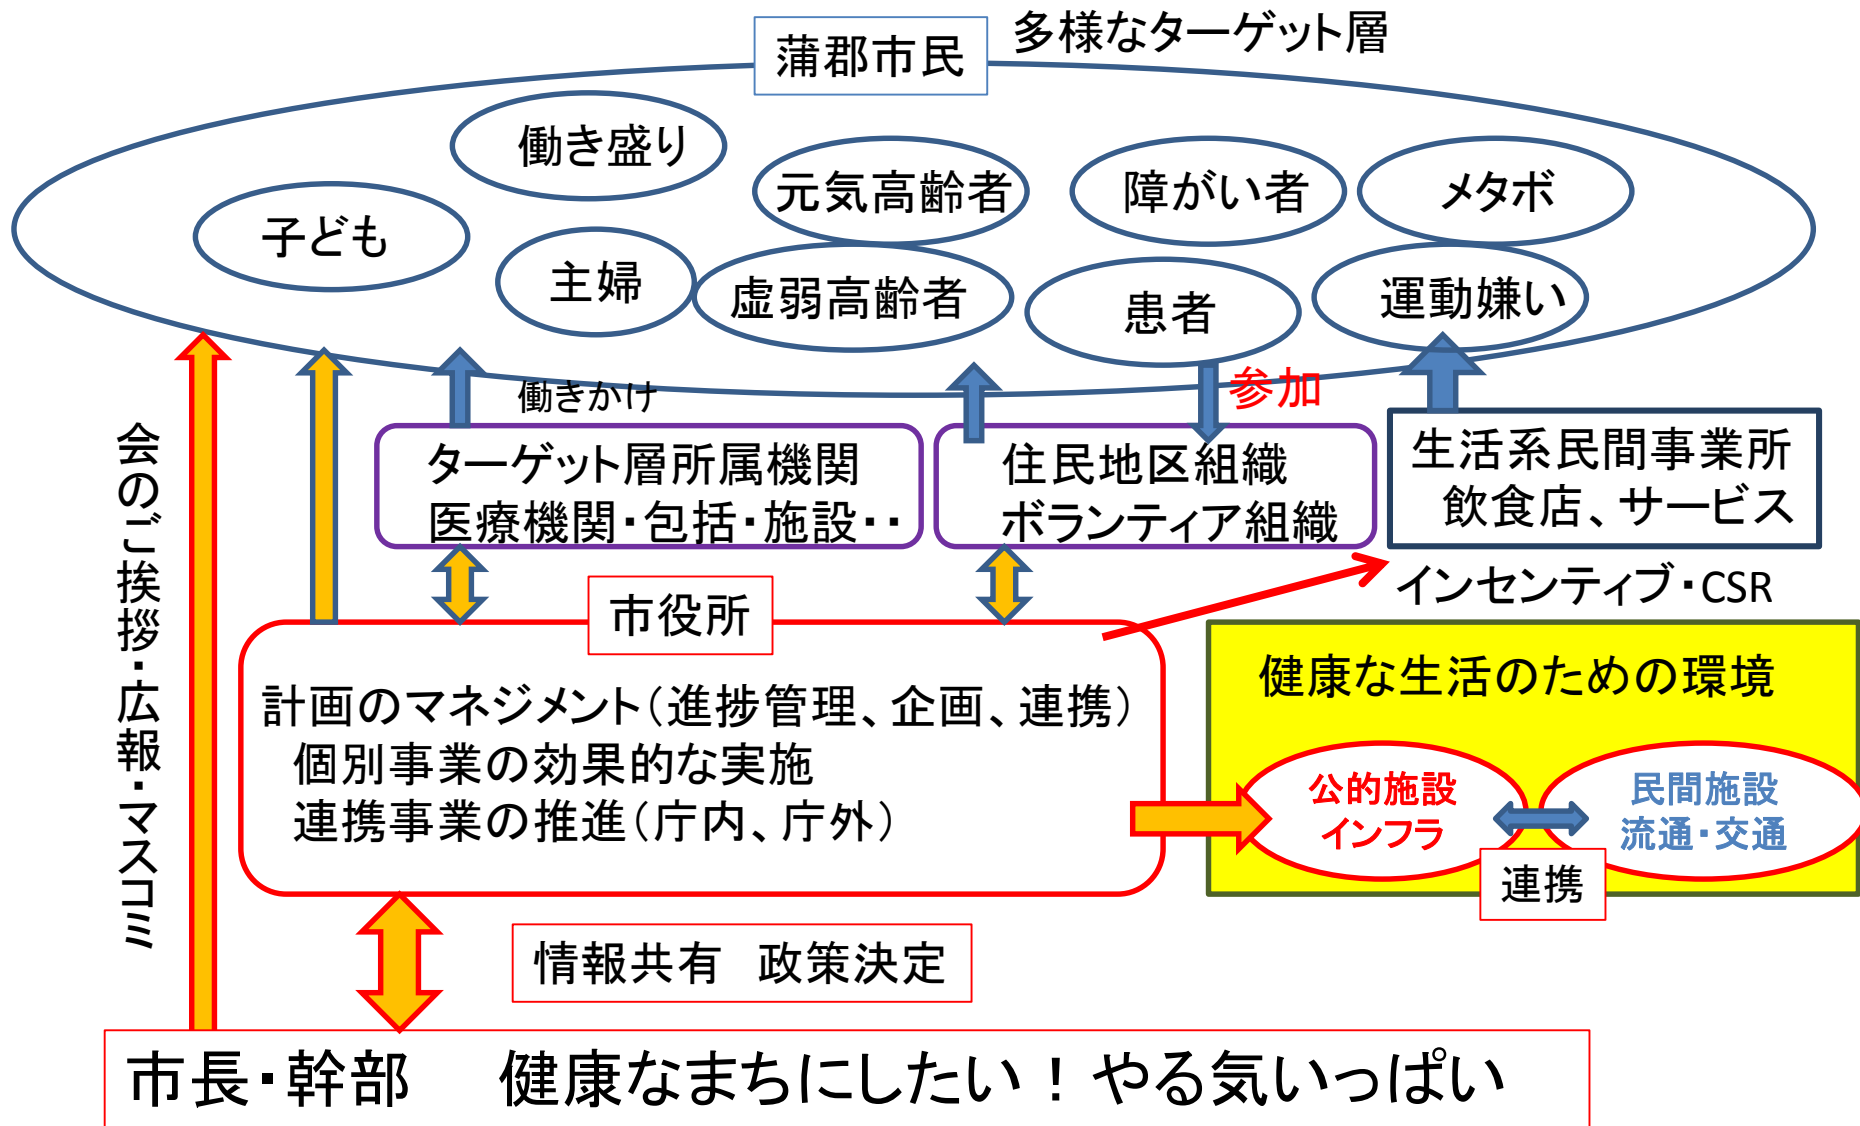 多様なターゲット層
蒲郡市民
働き盛り
元気高齢者
障がい者
メタボ
子ども
主婦
虚弱高齢者
患者
運動嫌い
働きかけ
参加
会のご挨拶・広報・マスコミ
ターゲット層所属機関
医療機関・包括・施設・・
住民地区組織
ボランティア組織
生活系民間事業所
飲食店、サービス
インセンティブ・CSR
市役所
計画のマネジメント（進捗管理、企画、連携）
個別事業の効果的な実施
連携事業の推進（庁内、庁外）
健康な生活のための環境
公的施設
インフラ
民間施設
流通・交通
連携
情報共有　政策決定
市長・幹部　健康なまちにしたい！やる気いっぱい